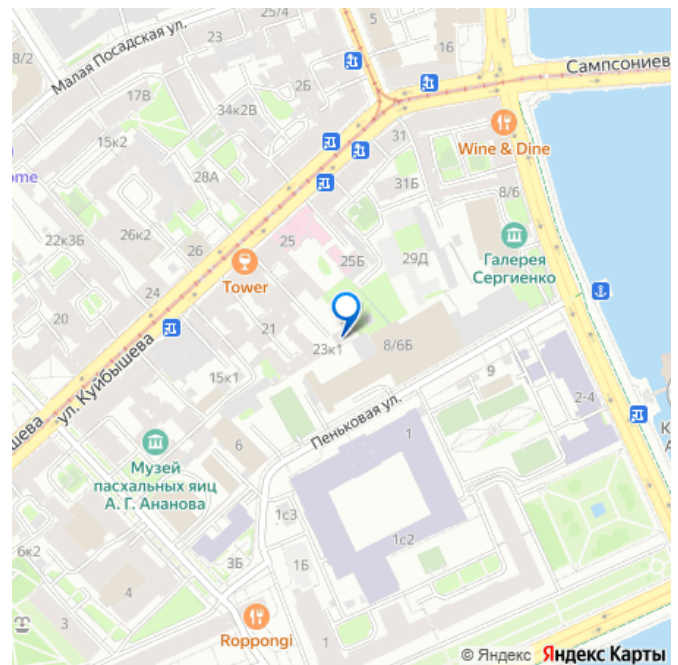 25/4
5
Малая Посадская ул.
23
16
8/2
2Б
Сампсониев
17В
34к2В
31
Wine & Dine
15к2
28А
31Б
8/6
ome
22к3Б
26к2
26
25
25Б
29Д
Галерея
Сергиенко
24
Tower
20
21
23к1
8/6Б
ул. Куйбышева
15к1
9
2-4
Пеньковая ул.
шева
6
1
К
А
Музей
пасхальных яиц
А. Г. Ананова
1с3
1с2
6к2
3Б
1Б
4
3
Roppongi
1
© Яндекс Яндекс Карты